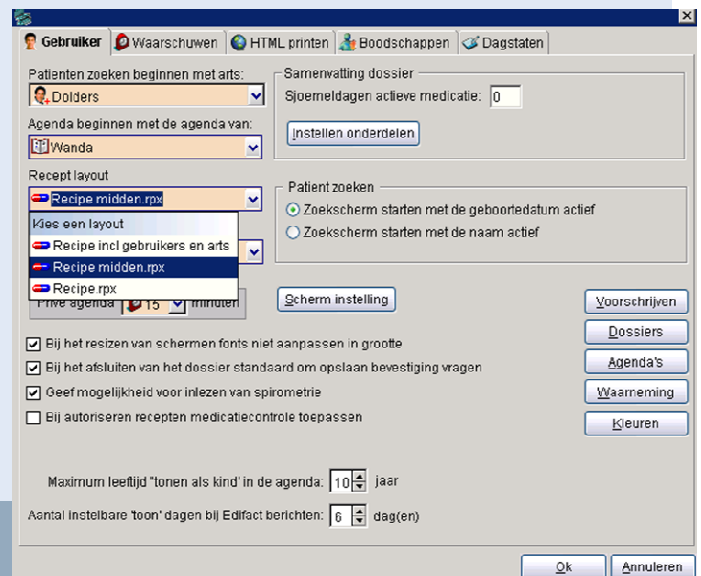 Gebruiker Waarschuwen HTML printen Boodschappen Dagstaten
Patienten zoeken beginnen met arts:
Dolders
Agenda beginnen met de agenda van:
Wanda
Recept layout
Recipe midden.rpx
Kies een layout
Recipe incl gebruikers en arts
Recipe midden.rpx
Recipe.rpx
Prive agenda 15 minuten
Samenvatting dossier
Sjoemeldagen actieve medicatie: 0
Instellen onderdelen
Patient zoeken
Zoekscherm starten met de geboortedatum actief
Zoekscherm starten met de naam actief
Scherm instelling
Voorschrijven
Dossiers
Agenda's
Waarneming
Kleuren
Bij het resizen van schermen fonts niet aanpassen in grootte
Bij het afsluiten van het dossier standaard om opslaan bevestiging vragen
Geef mogelijkheid voor inlezen van spirometrie
Bij autoriseren recepten medicatiecontrole toepassen
Maximum leeftijd "tonen als kind' in de agenda: 10 jaar
Aantal instelbare 'toon' dagen bij Edifact berichten: 6 dag(en)
Ok Annuleren